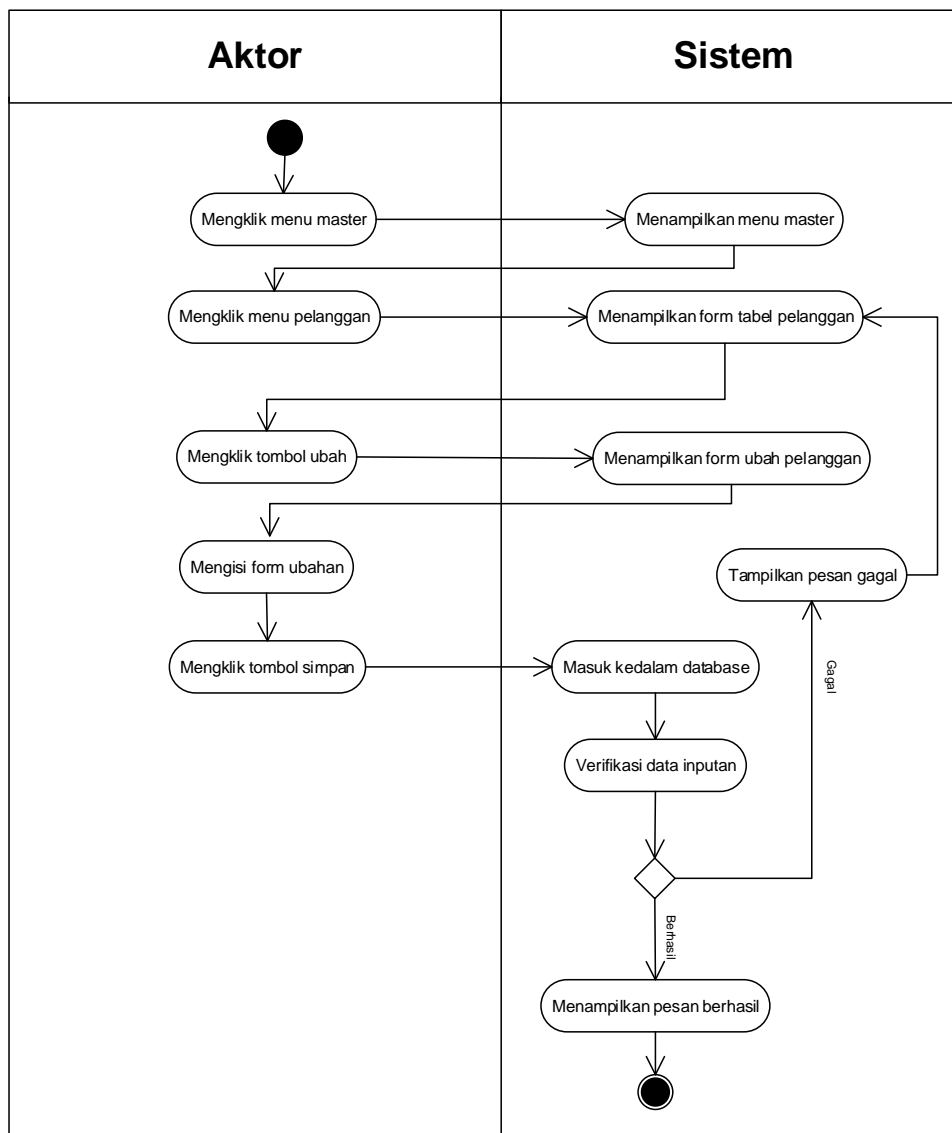 Aktor
Sistem
Mengklik menu master
Menampilkan menu master
Mengklik menu pelanggan
Menampilkan form tabel pelanggan
Mengklik tombol ubah
Menampilkan form ubah pelanggan
Mengisi form ubahan
Tampilkan pesan gagal
Mengklik tombol simpan
Masuk kedalam database
Gagal
Verifikasi data inputan
Berhasil
Menampilkan pesan berhasil